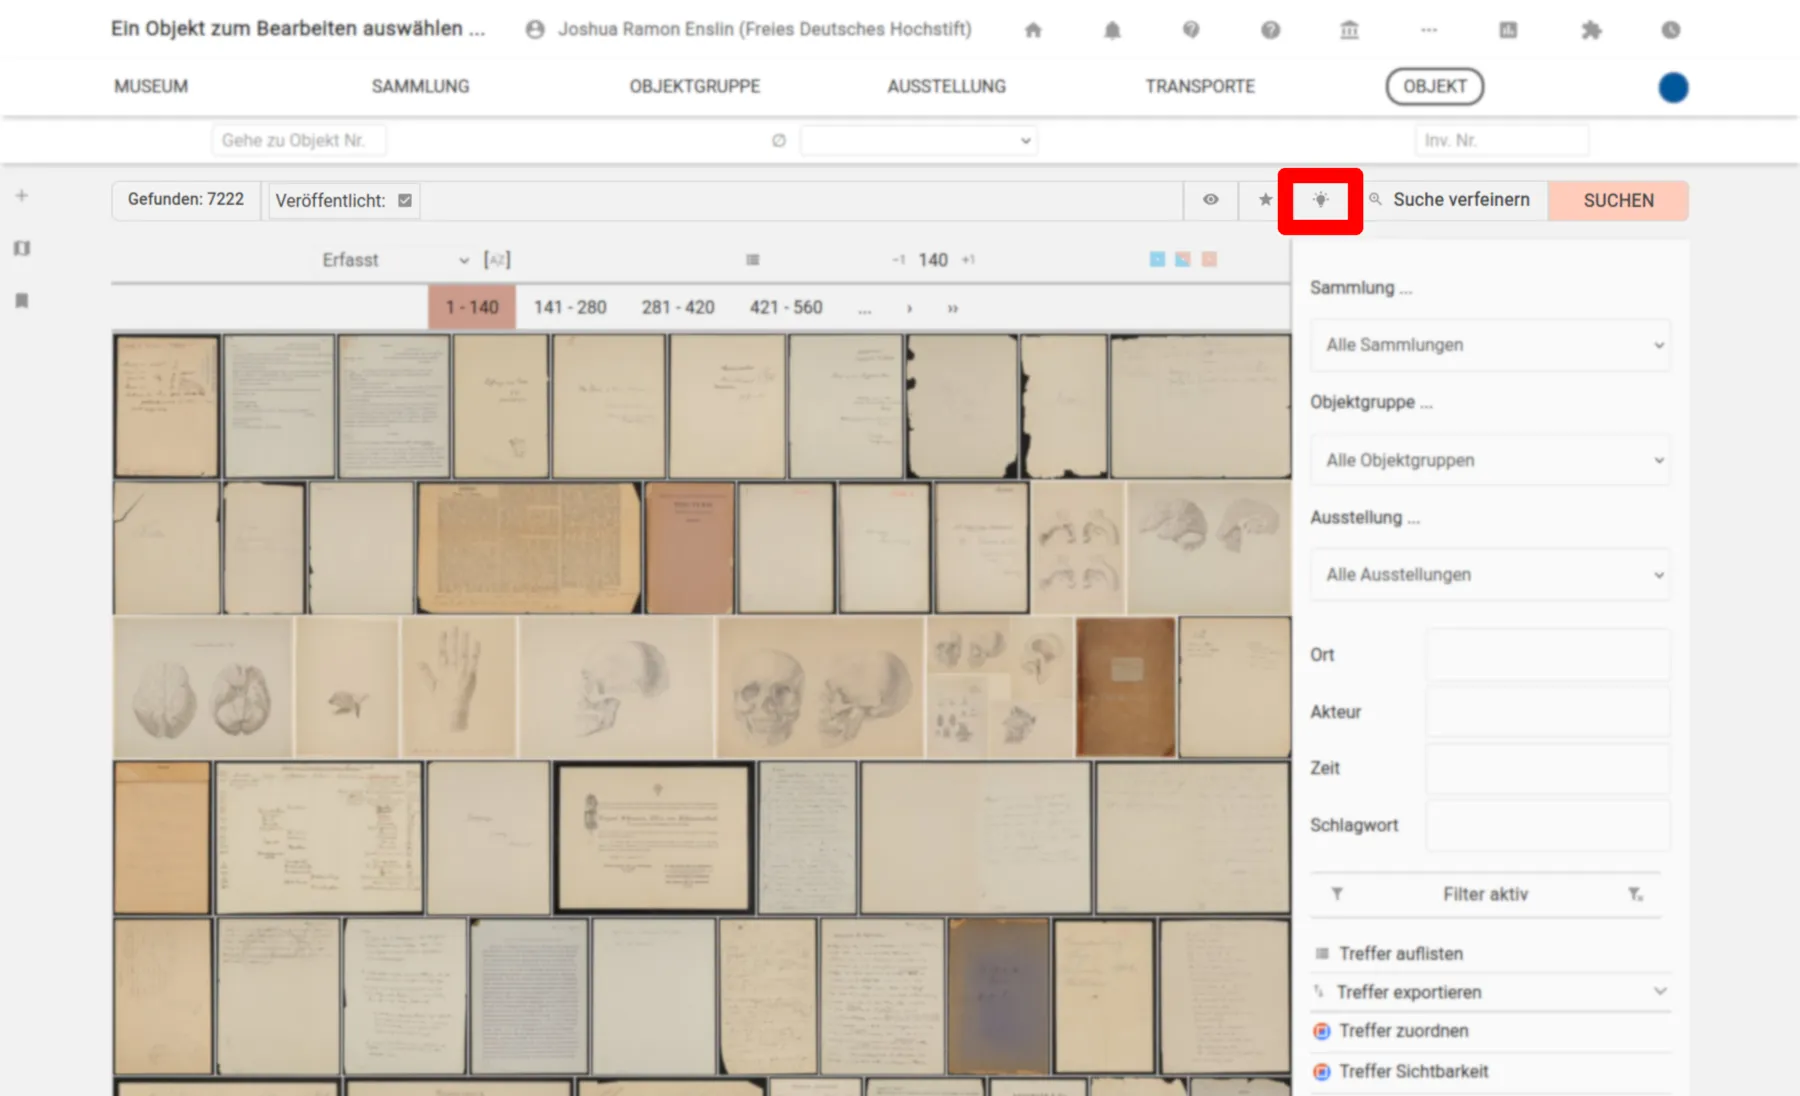 Ein Objekt zum Bearbeiten auswählen ...
Joshua Ramon Enslin (Freies Deutsches Hochstift)
MUSEUM SAMMLUNG OBJEKTGRUPPE AUSSTELLUNG TRANSPORTE OBJEKT
Gehe zu Objekt Nr.
Inv. Nr.
Gefunden: 7222
Veröffentlicht:
Suche verfeinern
SUCHEN
Erfasst
[AZ]
-1 140 +1
1 - 140 141 - 280 281 - 420 421 - 560 ... › ››
Sammlung ...
Alle Sammlungen
Objektgruppe ...
Alle Objektgruppen
Ausstellung ...
Alle Ausstellungen
Ort
Akteur
Zeit
Schlagwort
Filter aktiv
Treffer auflisten
Treffer exportieren
Treffer zuordnen
Treffer Sichtbarkeit